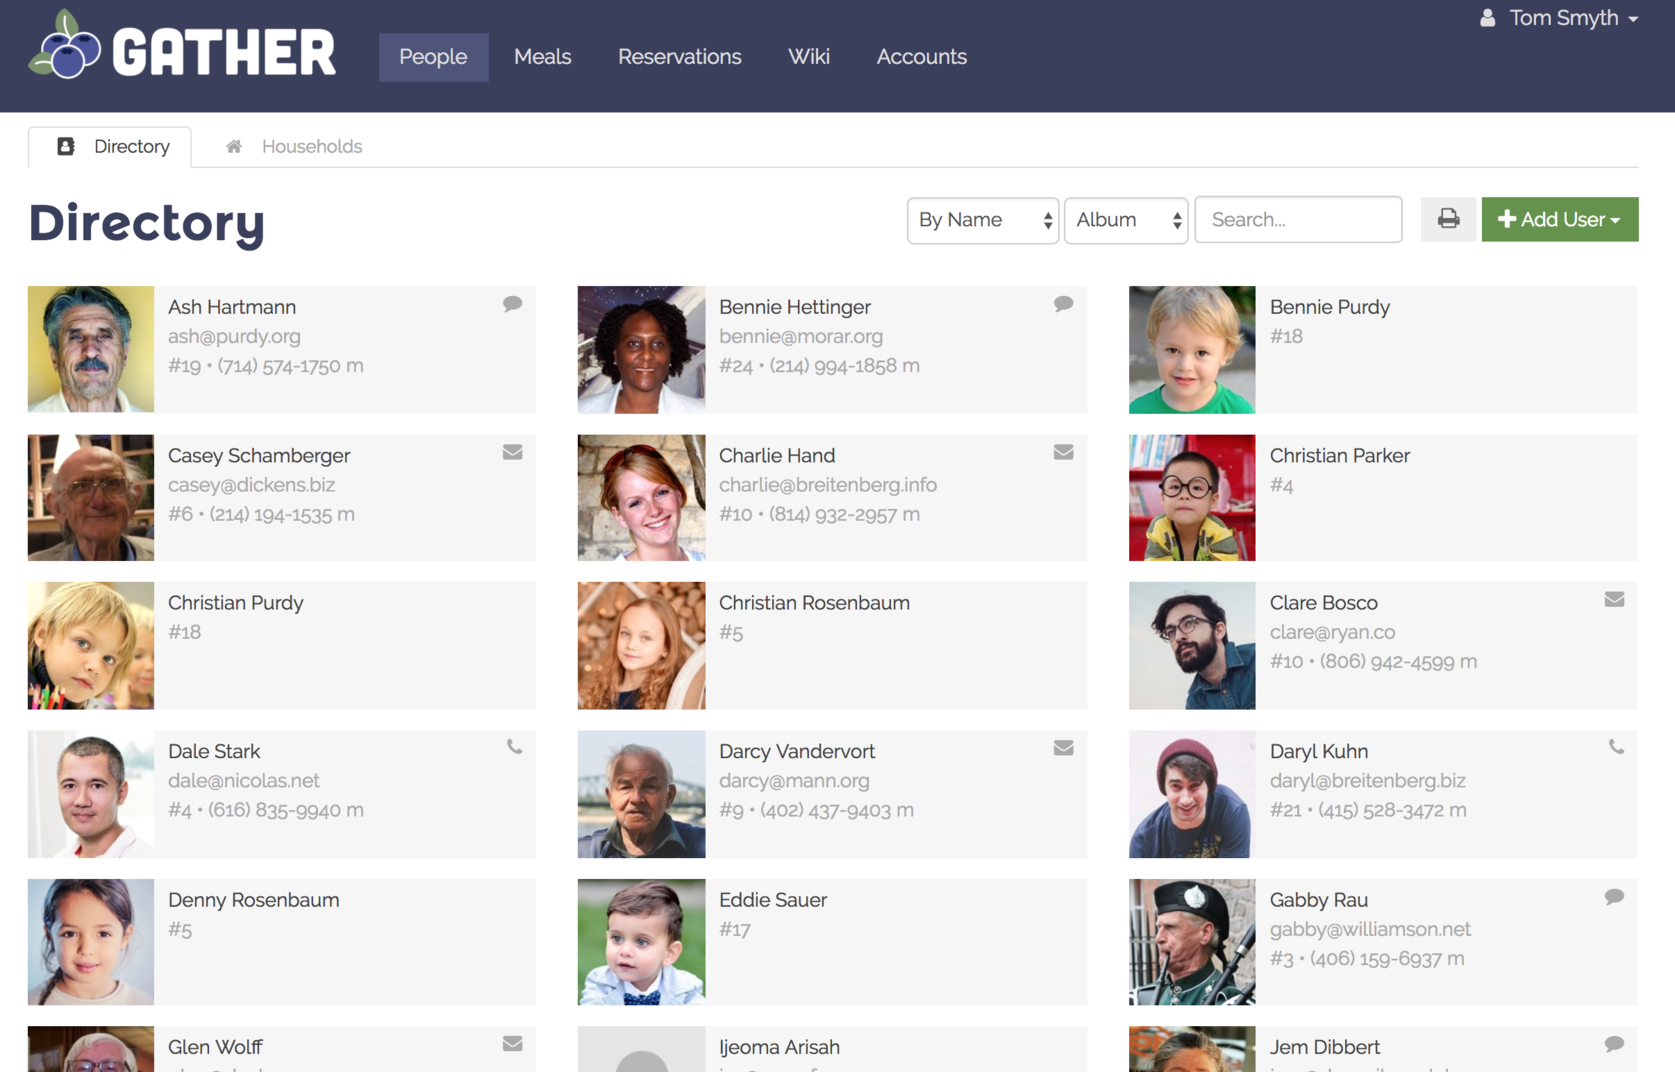 GATHER
People
Meals
Reservations
Wiki
Accounts
Tom Smyth
Directory
Households
Directory
By Name
Album
Search...
Add User
Ash Hartmann
ash@purdy.org
#19 • (714) 574-1750 m
Bennie Hettinger
bennie@morar.org
#24 • (214) 994-1858 m
Bennie Purdy
#18
Casey Schamberger
casey@dickens.biz
#6 • (214) 194-1535 m
Charlie Hand
charlie@breitenberg.info
#10 • (814) 932-2957 m
Christian Parker
#4
Christian Purdy
#18
Christian Rosenbaum
#5
Clare Bosco
clare@ryan.co
#10 • (806) 942-4599 m
Dale Stark
dale@nicolas.net
#4 • (616) 835-9940 m
Darcy Vandervort
darcy@mann.org
#9 • (402) 437-9403 m
Daryl Kuhn
daryl@breitenberg.biz
#21 • (415) 528-3472 m
Denny Rosenbaum
#5
Eddie Sauer
#17
Gabby Rau
gabby@williamson.net
#3 • (406) 159-6937 m
Glen Wolff
Ijeoma Arisah
Jem Dibbert